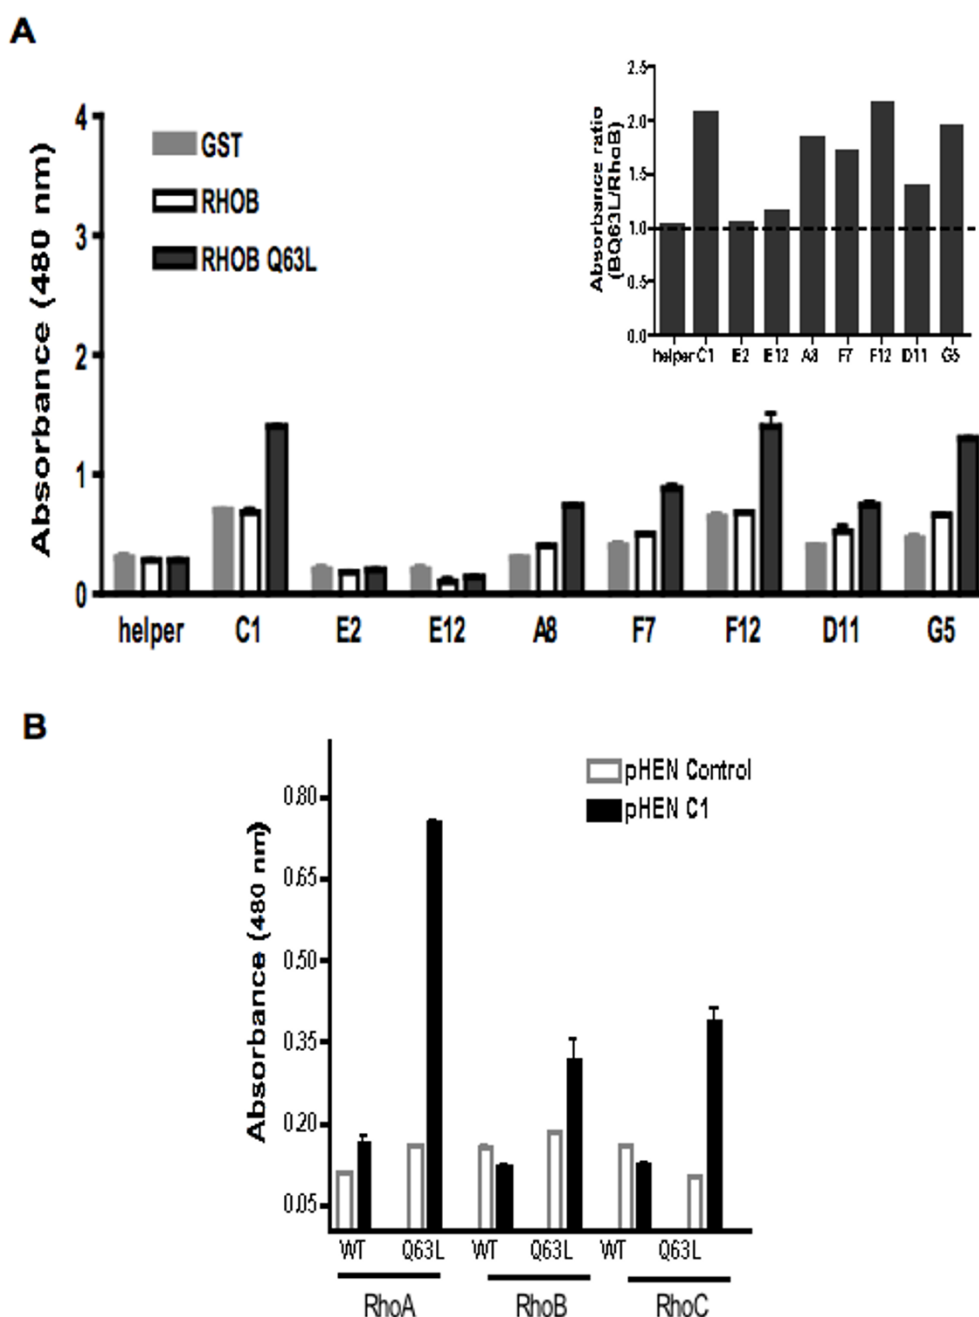 A
Absorbance (480 nm)
4
3
2
1
0
GST
RHOB
RHOB Q63L
helper C1 E2 E12 A8 F7 F12 D11 G5
Absorbance ratio
(BQ63L/RhoB)
2.5
2.0
1.5
1.0
0.5
0.0
helper C1 E2 E12 A8 F7 F12 D11 G5
B
Absorbance (480 nm)
0.80
0.65
0.50
0.35
0.20
0.05
pHEN Control
pHEN C1
WT Q63L WT Q63L WT Q63L
RhoA RhoB RhoC